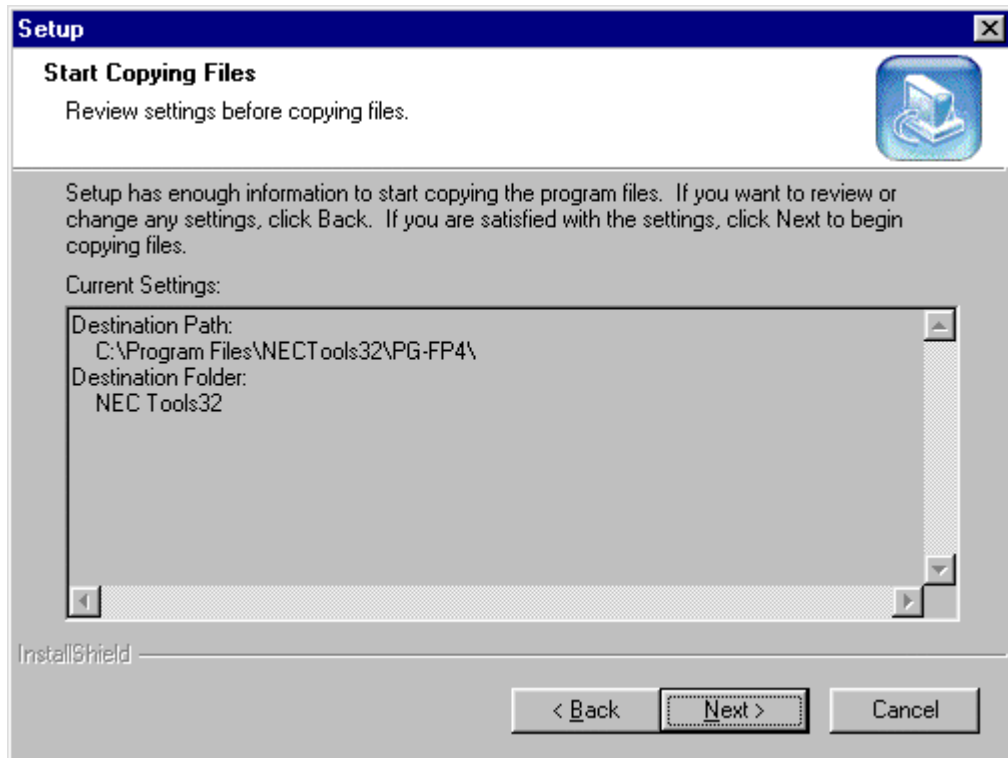 Setup
Start Copying Files
Review settings before copying files.
Setup has enough information to start copying the program files.  If you want to review or
change any settings, click Back.  If you are satisfied with the settings, click Next to begin
copying files.
Current Settings:
Destination Path:
C:\Program Files\NECTools32\PG-FP4\
Destination Folder:
NEC Tools32
InstallShield
< Back
Next >
Cancel